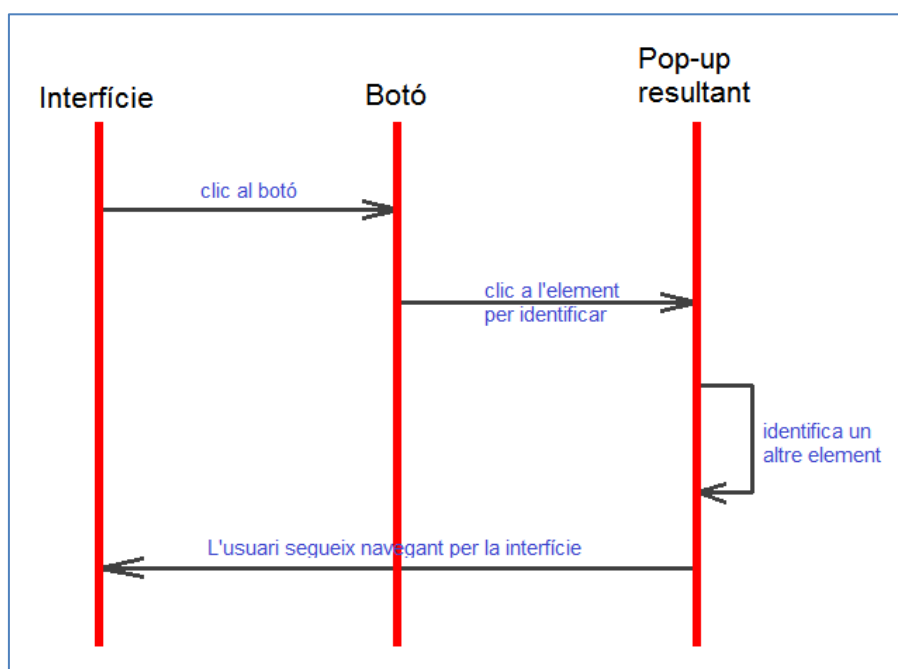 Interfície
Botó
Pop-up
resultant
clic al botó
clic a l'element
per identificar
identifica un
altre element
L'usuari segueix navegant per la interfície